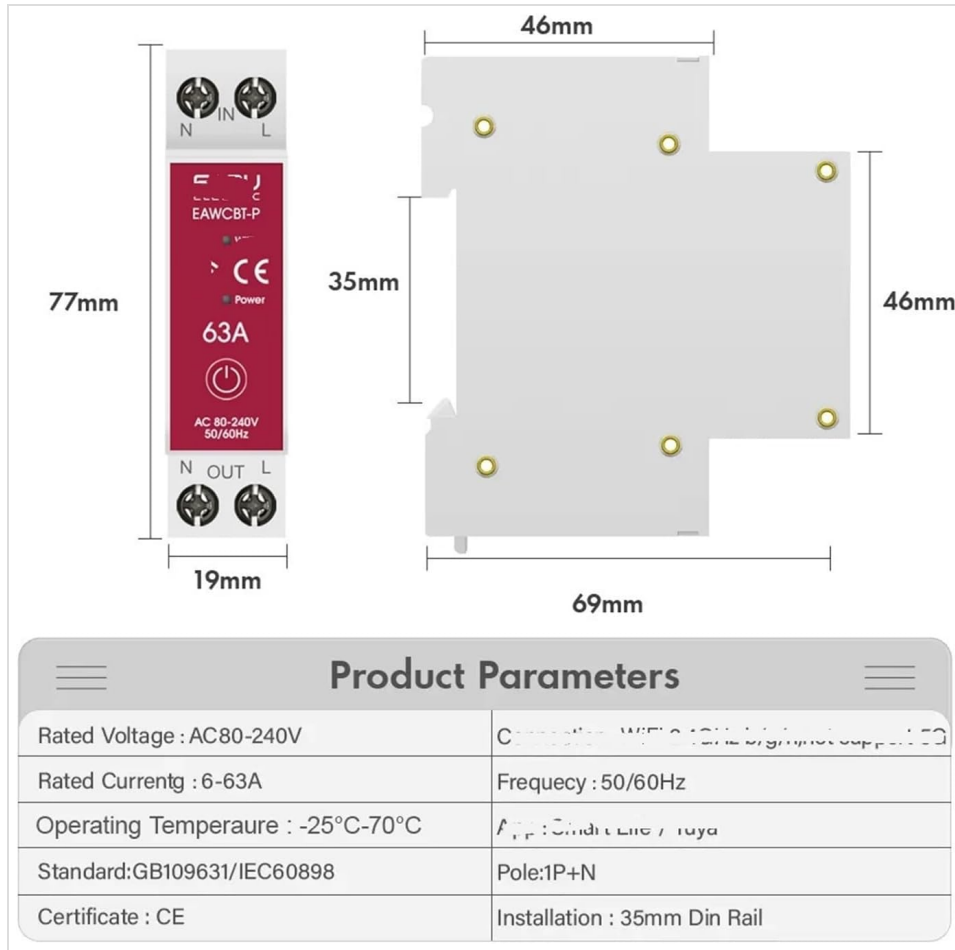 46mm
IN
N L
EAWCBT-P
CE
Power
63A
AC 80-240V
50/60Hz
N OUT L
77mm
19mm
35mm
46mm
69mm
Product Parameters
Rated Voltage : AC80-240V
Rated Currentg : 6-63A
Frequecy : 50/60Hz
Operating Temperaure : -25°C-70°C
Standard:GB109631/IEC60898
Pole:1P+N
Certificate : CE
Installation : 35mm Din Rail